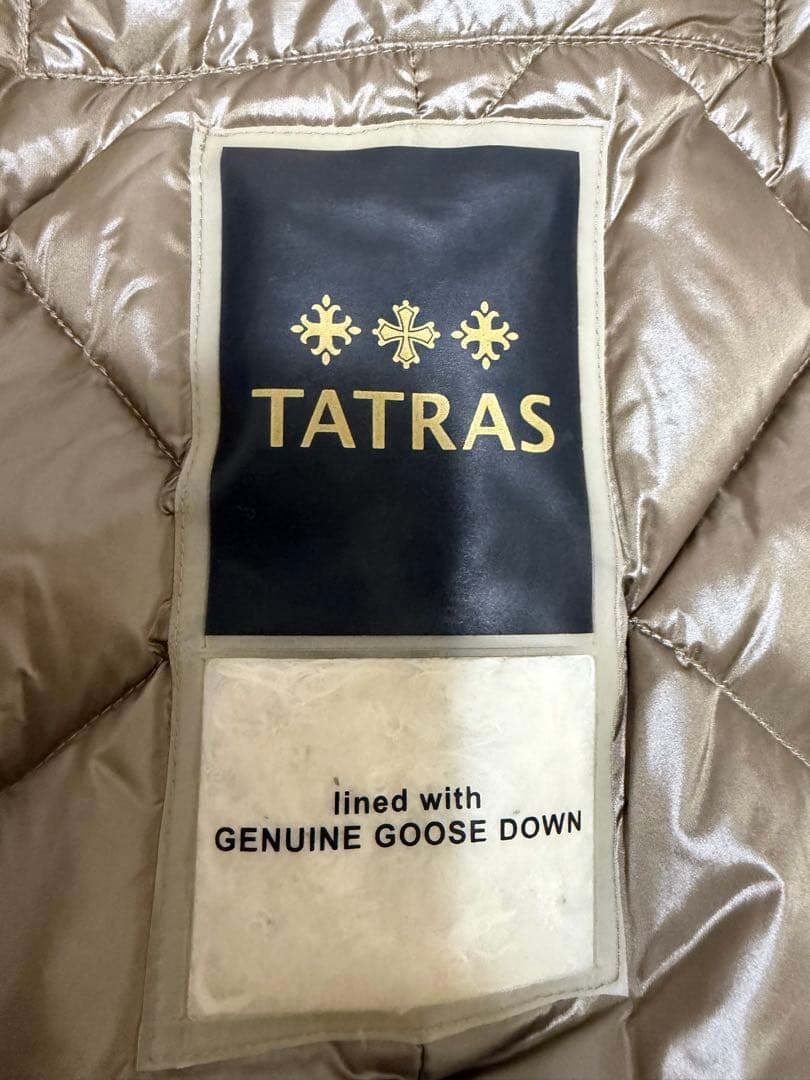 TATRAS
lined with
GENUINE GOOSE DOWN